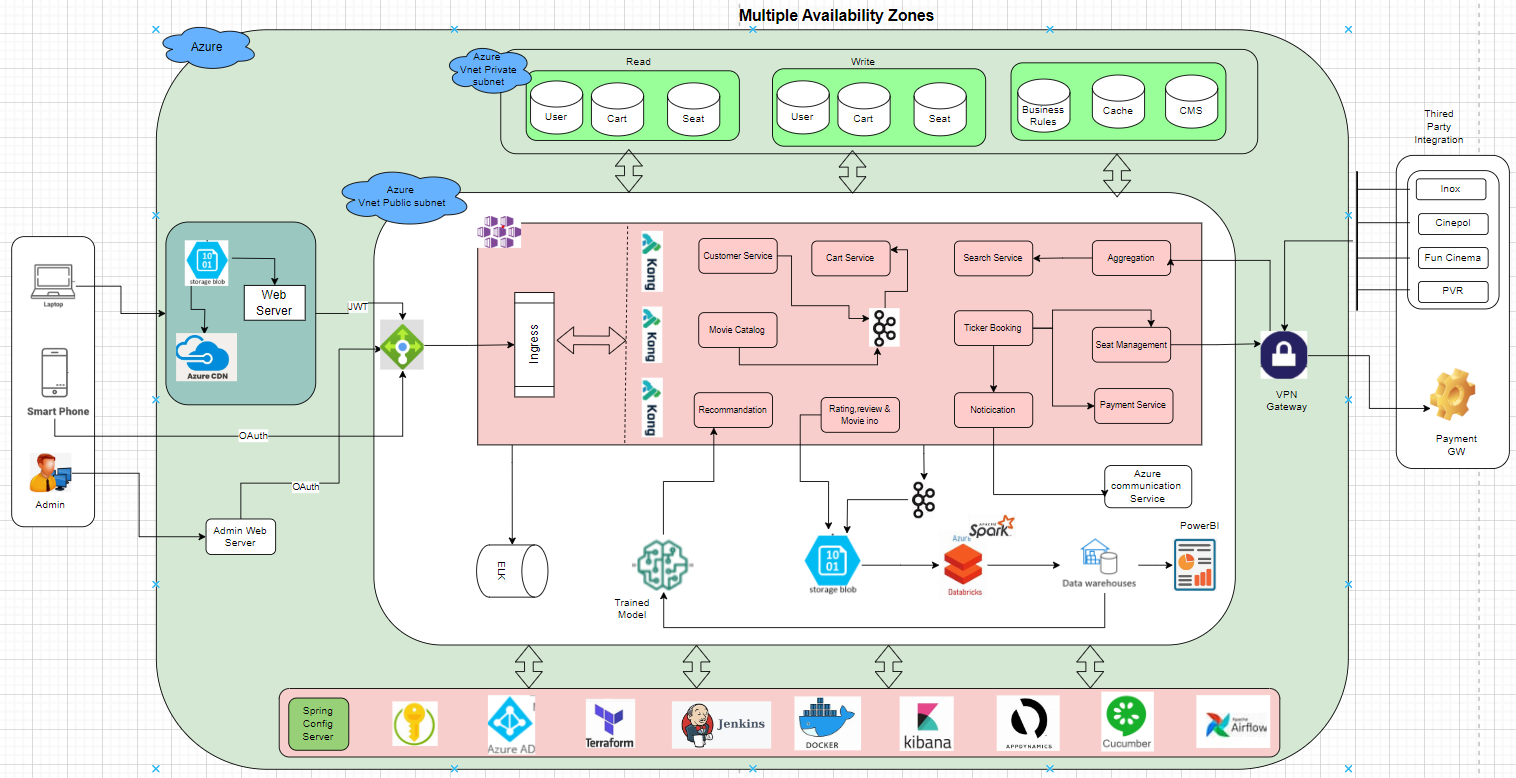 Multiple Availability Zones
Azure
Azure
Vnet Private
subnet
Read
User
Cart
Seat
Write
User
Cart
Seat
Business
Rules
Cache
CMS
Thired
Party
Integration
Inox
Cinepol
Fun Cinema
PVR
Azure
Vnet Public subnet
10
01
storage blob
Web
Server
Azure CDN
Laptop
Smart Phone
Admin
JWT
OAuth
OAuth
Admin Web
Server
Ingress
Kong
Kong
Kong
Customer Service
Cart Service
Search Service
Aggregation
Movie Catalog
Ticker Booking
Seat Management
Recommandation
Rating,review &
Movie ino
Noticication
Payment Service
VPN
Gateway
Payment
GW
Azure
communication
Service
ELK
Trained
Model
10
01
storage blob
APACHE
Spark
Azure
Databricks
Data warehouses
PowerBI
Spring
Config
Server
Azure AD
Terraform
Jenkins
DOCKER
kibana
APPDYNAMICS
Cucumber
Apache
Airflow